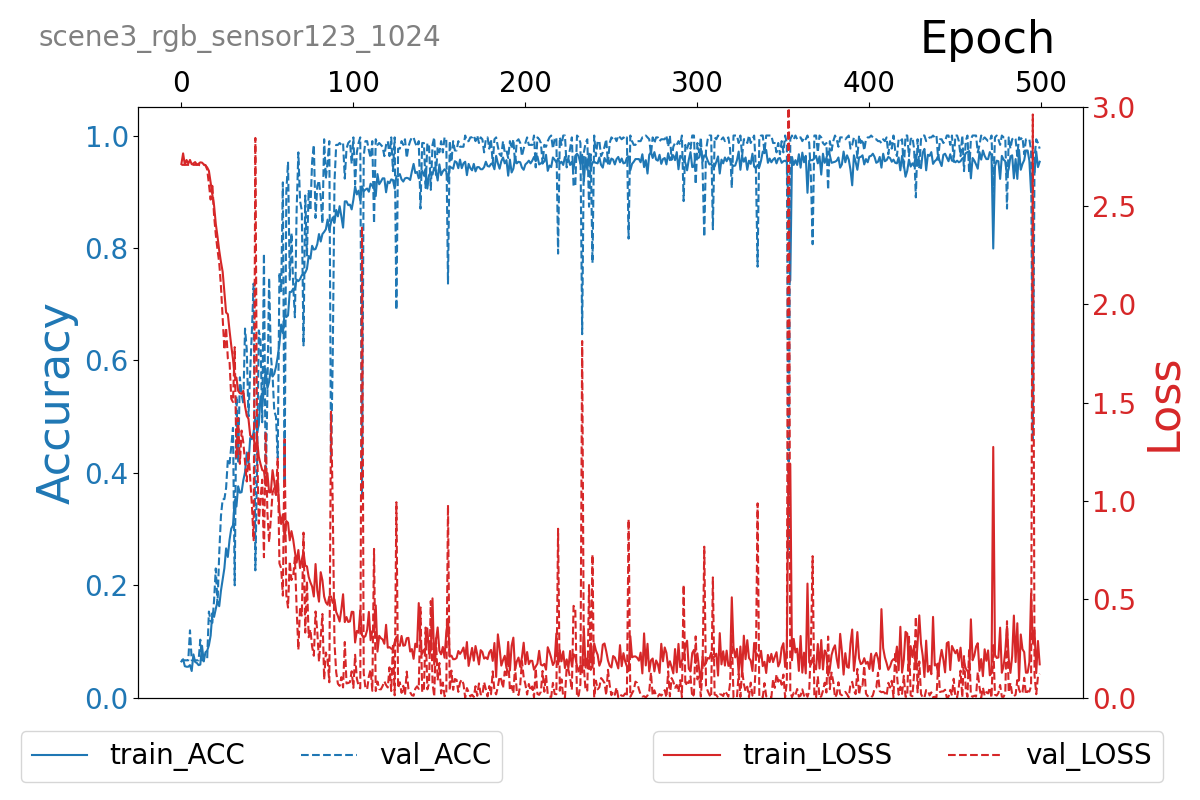 scene3_rgb_sensor123_1024
Epoch
0 100 200 300 400 500
1.0
0.8
0.6
0.4
0.2
0.0
Accuracy
3.0
2.5
2.0
1.5
1.0
0.5
0.0
Loss
train_ACC val_ACC
train_LOSS val_LOSS